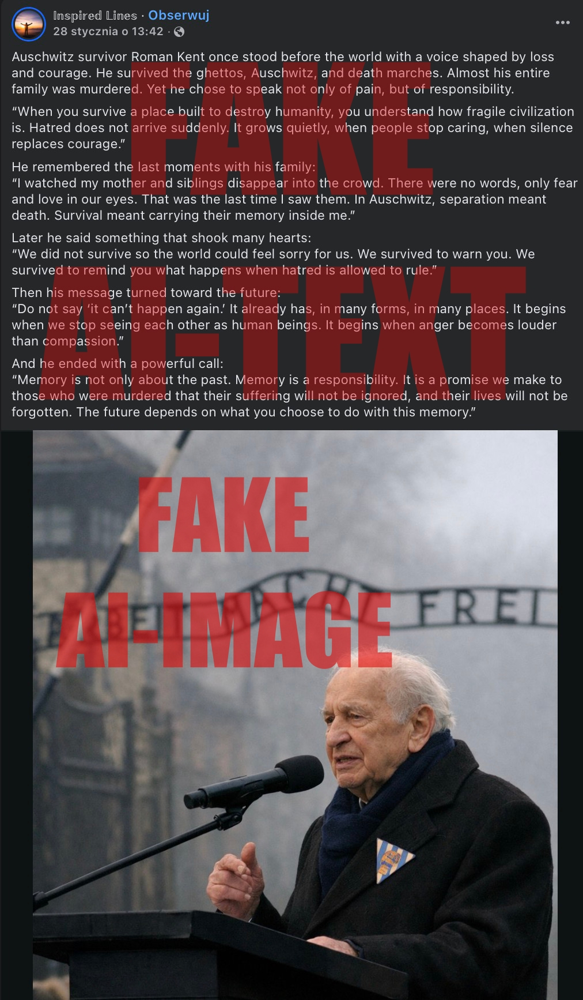 Inspired Lines · Obserwuj
28 stycznia o 13:42 ·
Auschwitz survivor Roman Kent once stood before the world with a voice shaped by loss
and courage. He survived the ghettos, Auschwitz, and death marches. Almost his entire
family was murdered. Yet he chose to speak not only of pain, but of responsibility.
“When you survive a place built to destroy humanity, you understand how fragile civilization
is. Hatred does not arrive suddenly. It grows quietly, when people stop caring, when silence
replaces courage.”
He remembered the last moments with his family:
“I watched my mother and siblings disappear into the crowd. There were no words, only fear
and love in our eyes. That was the last time I saw them. In Auschwitz, separation meant
death. Survival meant carrying their memory inside me.”
Later he said something that shook many hearts:
“We did not survive so the world could feel sorry for us. We survived to warn you. We
survived to remind you what happens when hatred is allowed to rule.”
Then his message turned toward the future:
“Do not say ‘it can’t happen again.’ It already has, in many forms, in many places. It begins
when we stop seeing each other as human beings. It begins when anger becomes louder
than compassion.”
And he ended with a powerful call:
“Memory is not only about the past. Memory is a responsibility. It is a promise we make to
those who were murdered that their suffering will not be ignored, and their lives will not be
forgotten. The future depends on what you choose to do with this memory.”
FAKE
AI-TEXT
FAKE
AI-IMAGE
FREI